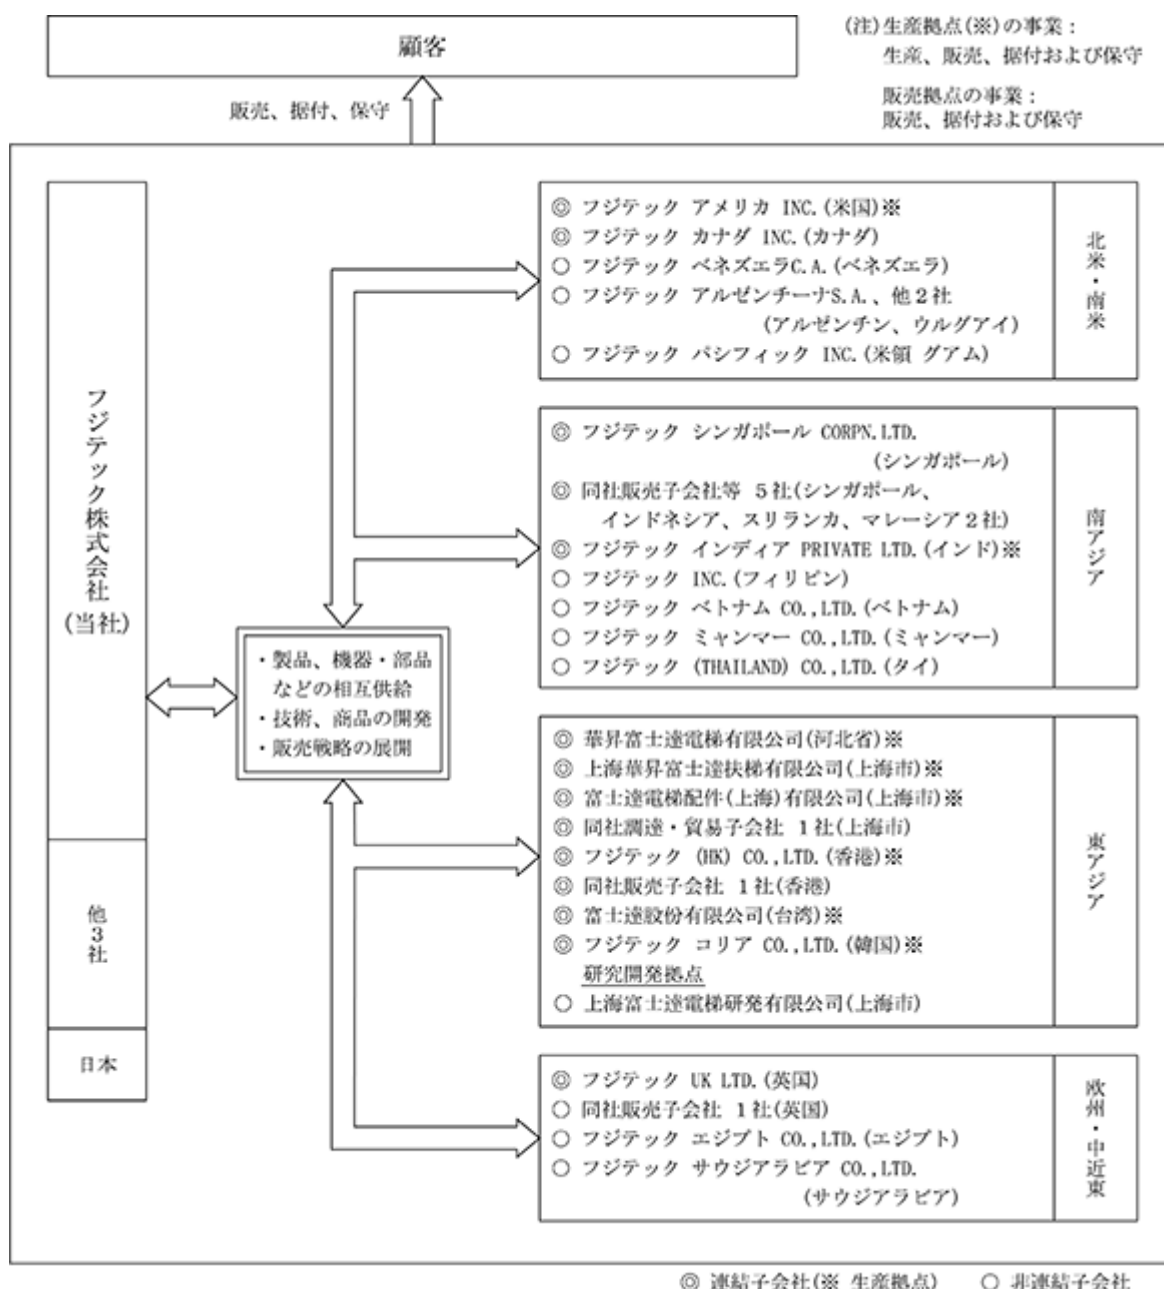 顧客
(注)生産拠点(※)の事業：
生産、販売、据付および保守
販売拠点の事業：
販売、据付および保守
販売、据付、保守
フジテック株式会社
(当社)
他3社
日本
・製品、機器・部品
などの相互供給
・技術、商品の開発
・販売戦略の展開
◎ フジテック アメリカ INC.(米国)※
◎ フジテック カナダ INC.(カナダ)
○ フジテック ベネズエラC.A.(ベネズエラ)
○ フジテック アルゼンチーナS.A.、他2社
(アルゼンチン、ウルグアイ)
○ フジテック パシフィック INC.(米領 グアム)
北米・南米
◎ フジテック シンガポール CORPN.LTD.
(シンガポール)
◎ 同社販売子会社等 5社(シンガポール、
インドネシア、スリランカ、マレーシア2社)
◎ フジテック インディア PRIVATE LTD.(インド)※
○ フジテック INC.(フィリピン)
○ フジテック ベトナム CO.,LTD.(ベトナム)
○ フジテック ミャンマー CO.,LTD.(ミャンマー)
○ フジテック (THAILAND) CO.,LTD.(タイ)
南アジア
◎ 華昇富士達電梯有限公司(河北省)※
◎ 上海華昇富士達扶梯有限公司(上海市)※
◎ 富士達電梯配件(上海)有限公司(上海市)※
◎ 同社調達・貿易子会社 1社(上海市)
◎ フジテック (HK) CO.,LTD.(香港)※
◎ 同社販売子会社 1社(香港)
◎ 富士達股份有限公司(台湾)※
◎ フジテック コリア CO.,LTD.(韓国)※
研究開発拠点
○ 上海富士達電梯研発有限公司(上海市)
東アジア
◎ フジテック UK LTD.(英国)
○ 同社販売子会社 1社(英国)
○ フジテック エジプト CO.,LTD.(エジプト)
○ フジテック サウジアラビア CO.,LTD.
(サウジアラビア)
欧州・中近東
◎ 連結子会社(※ 生産拠点) ○ 非連結子会社